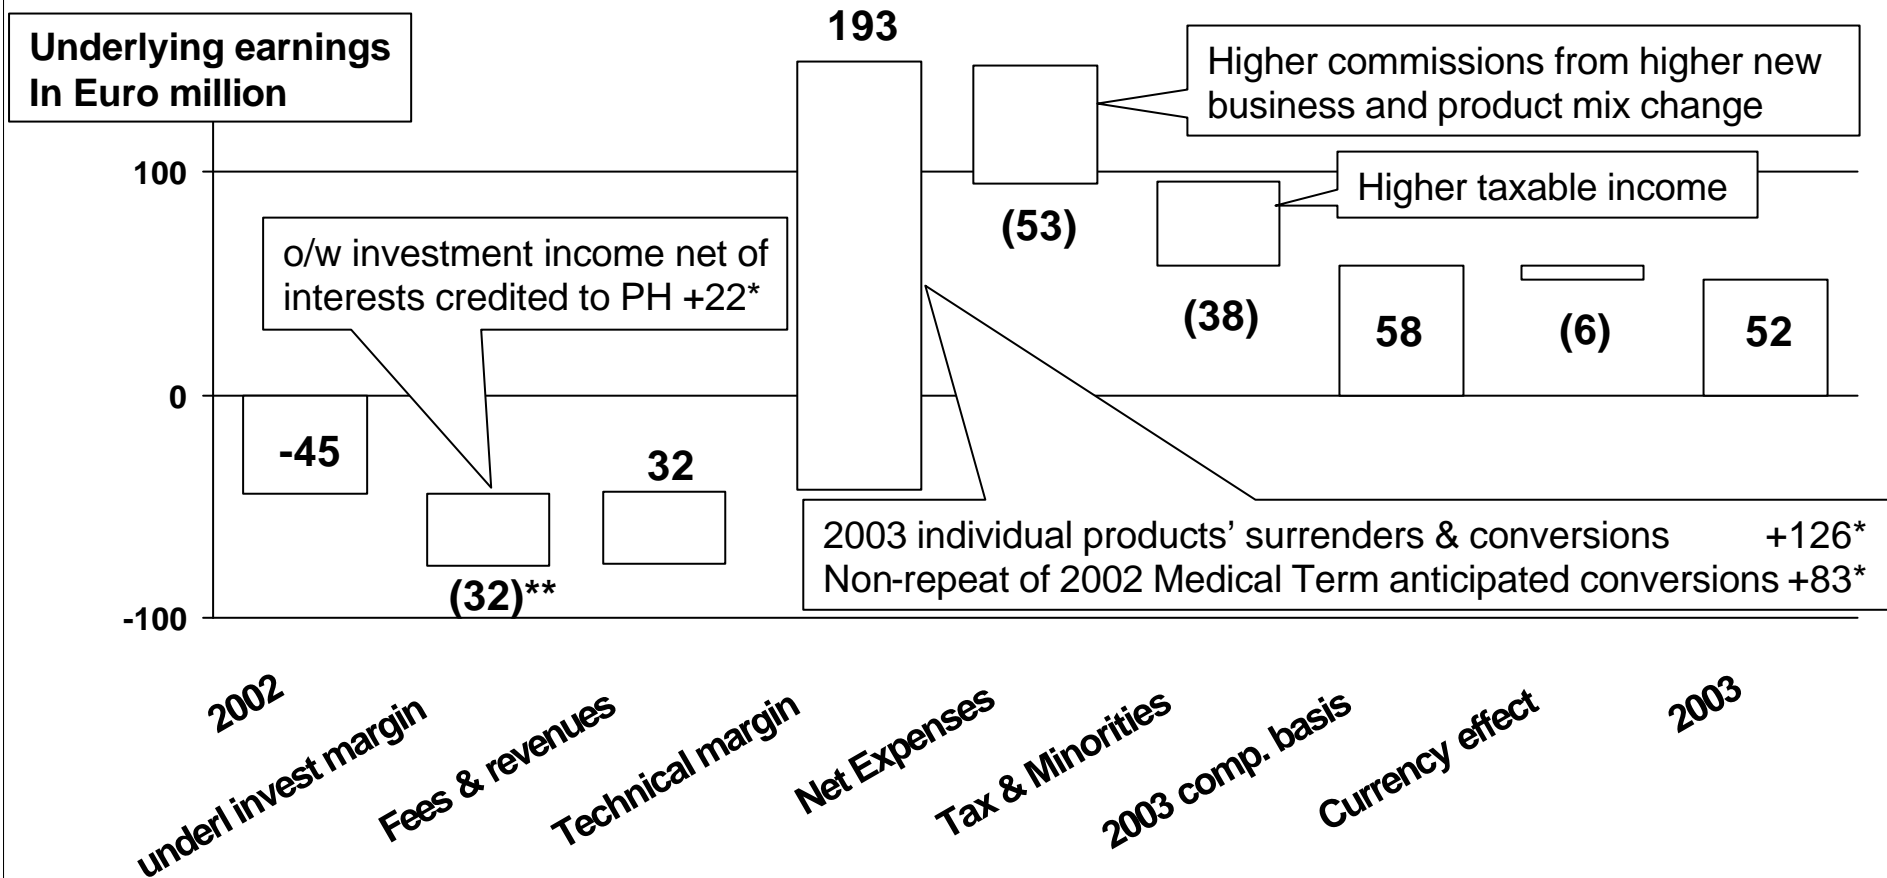 Underlying earnings
In Euro million
193
Higher commissions from higher new
business and product mix change
100
Higher taxable income
(53)
o/w investment income net of
interests credited to PH +22*
(38)
58
(6)
52
0
-45
32
(32)**
2003 individual products’ surrenders & conversions +126*
Non-repeat of 2002 Medical Term anticipated conversions +83*
-100
2002
underl invest margin
Fees & revenues
Technical margin
Net Expenses
Tax & Minorities
2003 comp. basis
Currency effect
2003